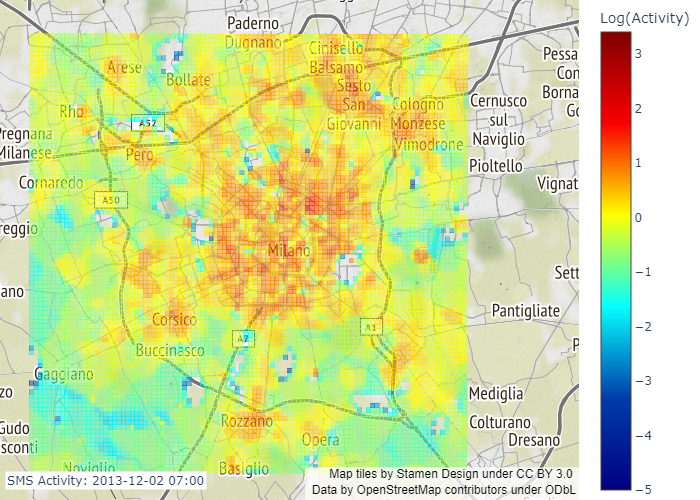 Paderno
Dugnano
Cinisello
Balsamo
Arese
Bollate
Sesto
San
Giovanni
Rho
A52
Cologno
Monzese
Vimodrone
Pero
Pregnana
Milanese
Cornaredo
A50
reggio
Milano
Cernusco
sul
Naviglio
Pioltello
Pessa
Con
Borna
Go
Vignat
Sett
ano
Pantigliate
Corsico
A7
A1
Buccinasco
Gaggiano
P
zo
Mediglia
Rozzano
Opera
Colturano
Dresano
Gudo
sconti
Noviglio
Basiglio
SMS Activity: 2013-12-02 07:00
Map tiles by Stamen Design under CC BY 3.0
Data by OpenStreetMap contributors under ODbL
Log(Activity)
3
2
1
0
−1
−2
−3
−4
−5